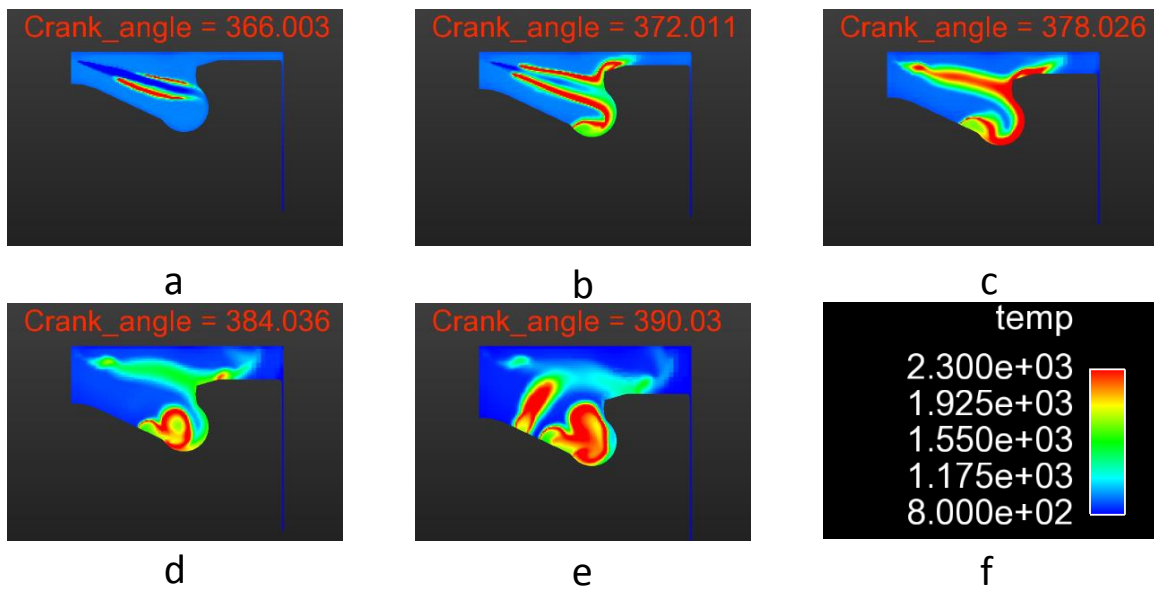 Crank_angle = 366.003
Crank_angle = 372.011
Crank_angle = 378.026
a
b
c
Crank_angle = 384.036
Crank_angle = 390.03
temp
2.300e+03
1.925e+03
1.550e+03
1.175e+03
8.000e+02
d
e
f